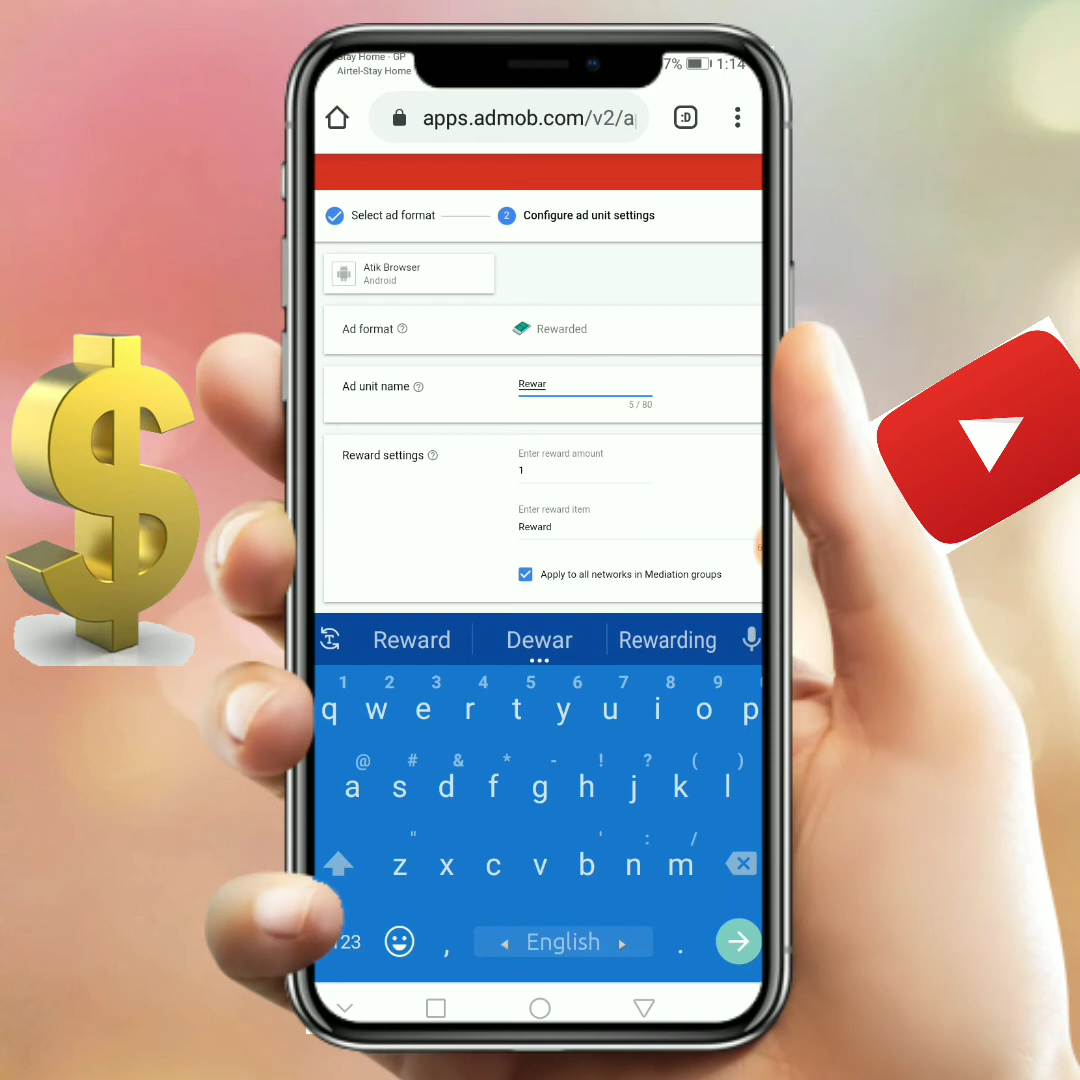 Stay Home - GP
Airtel-Stay Home
7% 1:14
apps.admob.com/v2/a
:D
Select ad format
2 Configure ad unit settings
Atik Browser
Android
Ad format ? Rewarded
Ad unit name ? Rewar
5 / 80
Reward settings ? Enter reward amount
1
Enter reward item
Reward
Apply to all networks in Mediation groups
Reward Dewar Rewarding
1 2 3 4 5 6 7 8 9
q w e r t y u i o p
@ # & * - ! ? ( )
a s d f g h j k l
" ' : /
z x c v b n m
123 , English .